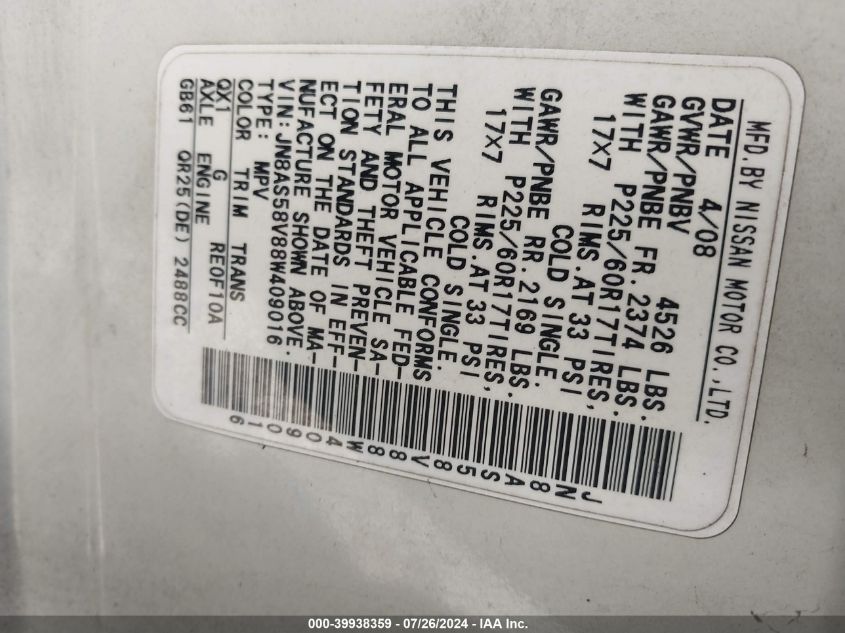 MFD.BY NISSAN MOTOR CO.,LTD.
DATE 4/08
GVWR/PNBV 4526 LBS.
GAWR/PNBE FR.2374 LBS.
WITH P225/60R17TIRES,
17X7 RIMS.AT 33 PSI
COLD SINGLE.
GAWR/PNBE RR.2169 LBS.
WITH P225/60R17TIRES,
17X7 RIMS.AT 33 PSI
COLD SINGLE.
THIS VEHICLE CONFORMS
TO ALL APPLICABLE FED-
ERAL MOTOR VEHICLE SA-
FETY AND THEFT PREVEN-
TION STANDARDS IN EFF-
ECT ON THE DATE OF MA-
NUFACTURE SHOWN ABOVE.
VIN:JN8AS58V88W409016
TYPE: MPV
COLOR TRIM TRANS
QX1 G RE0F10A
AXLE ENGINE
GB61 QR25(DE) 2488CC
JN8AS58V88W409016
000-39938359 - 07/26/2024 - IAA Inc.